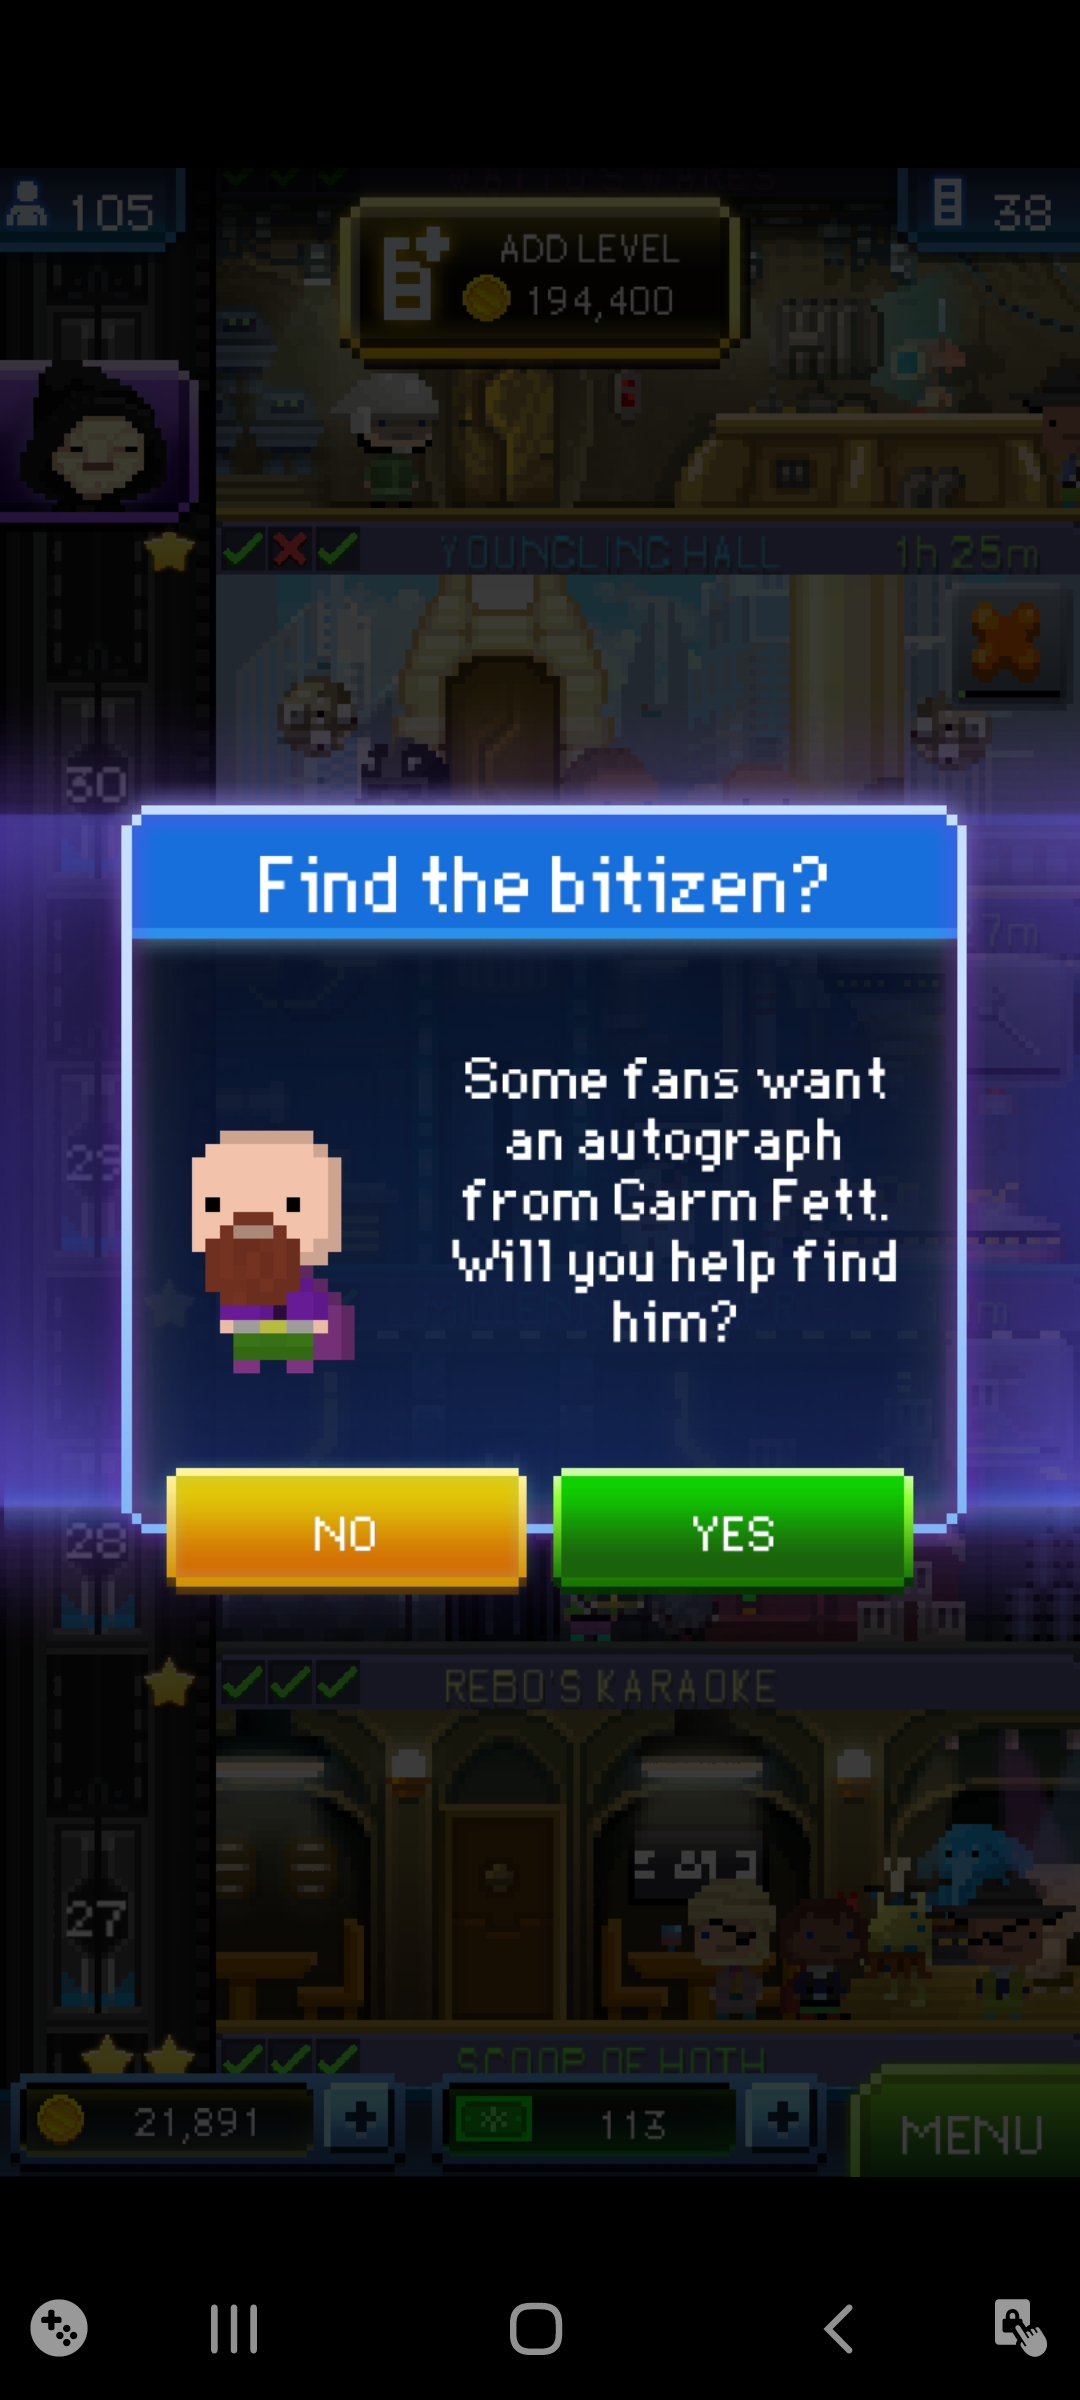 105
ADD LEVEL
194,400
38
YOUNGLING HALL
1h 25m
30
Find the bitizen?
7m
Some fans want
an autograph
from Garm Fett.
Will you help find
him?
29
NO
YES
28
REBO'S KARAOKE
27
SCOOP OF HOTH
21,891
113
MENU